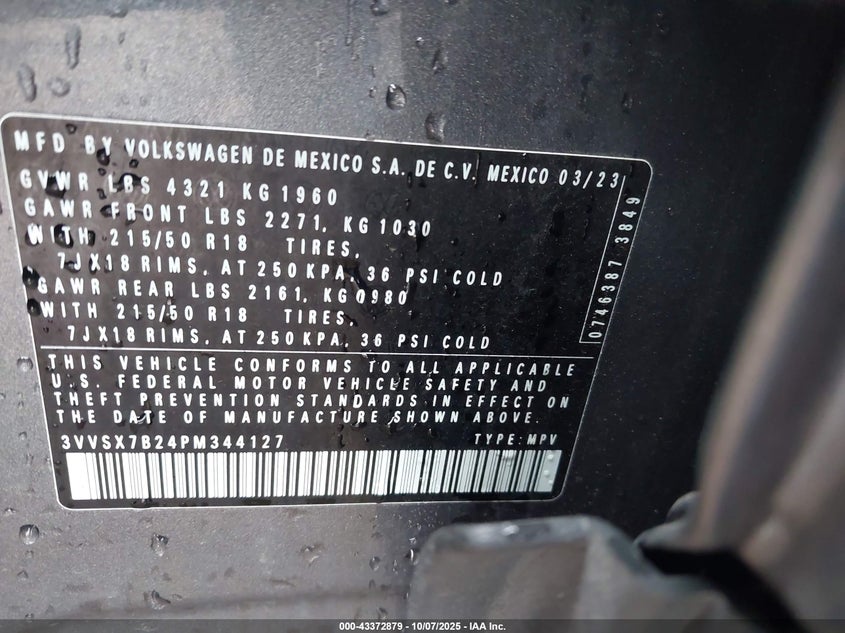 MFD BY VOLKSWAGEN DE MEXICO S.A. DE C.V. MEXICO 03/23
GVWR LBS 4321 KG 1960
GAWR FRONT LBS 2271, KG 1030
WITH 215/50 R18 TIRES,
7JX18 RIMS, AT 250 KPA, 36 PSI COLD
GAWR REAR LBS 2161, KG 0980
WITH 215/50 R18 TIRES,
7JX18 RIMS, AT 250 KPA, 36 PSI COLD
0746387 3849
THIS VEHICLE CONFORMS TO ALL APPLICABLE
U.S. FEDERAL MOTOR VEHICLE SAFETY AND
THEFT PREVENTION STANDARDS IN EFFECT ON
THE DATE OF MANUFACTURE SHOWN ABOVE.
3VVSX7B24PM344127 TYPE: MPV
000-43372879 - 10/07/2025 - IAA Inc.